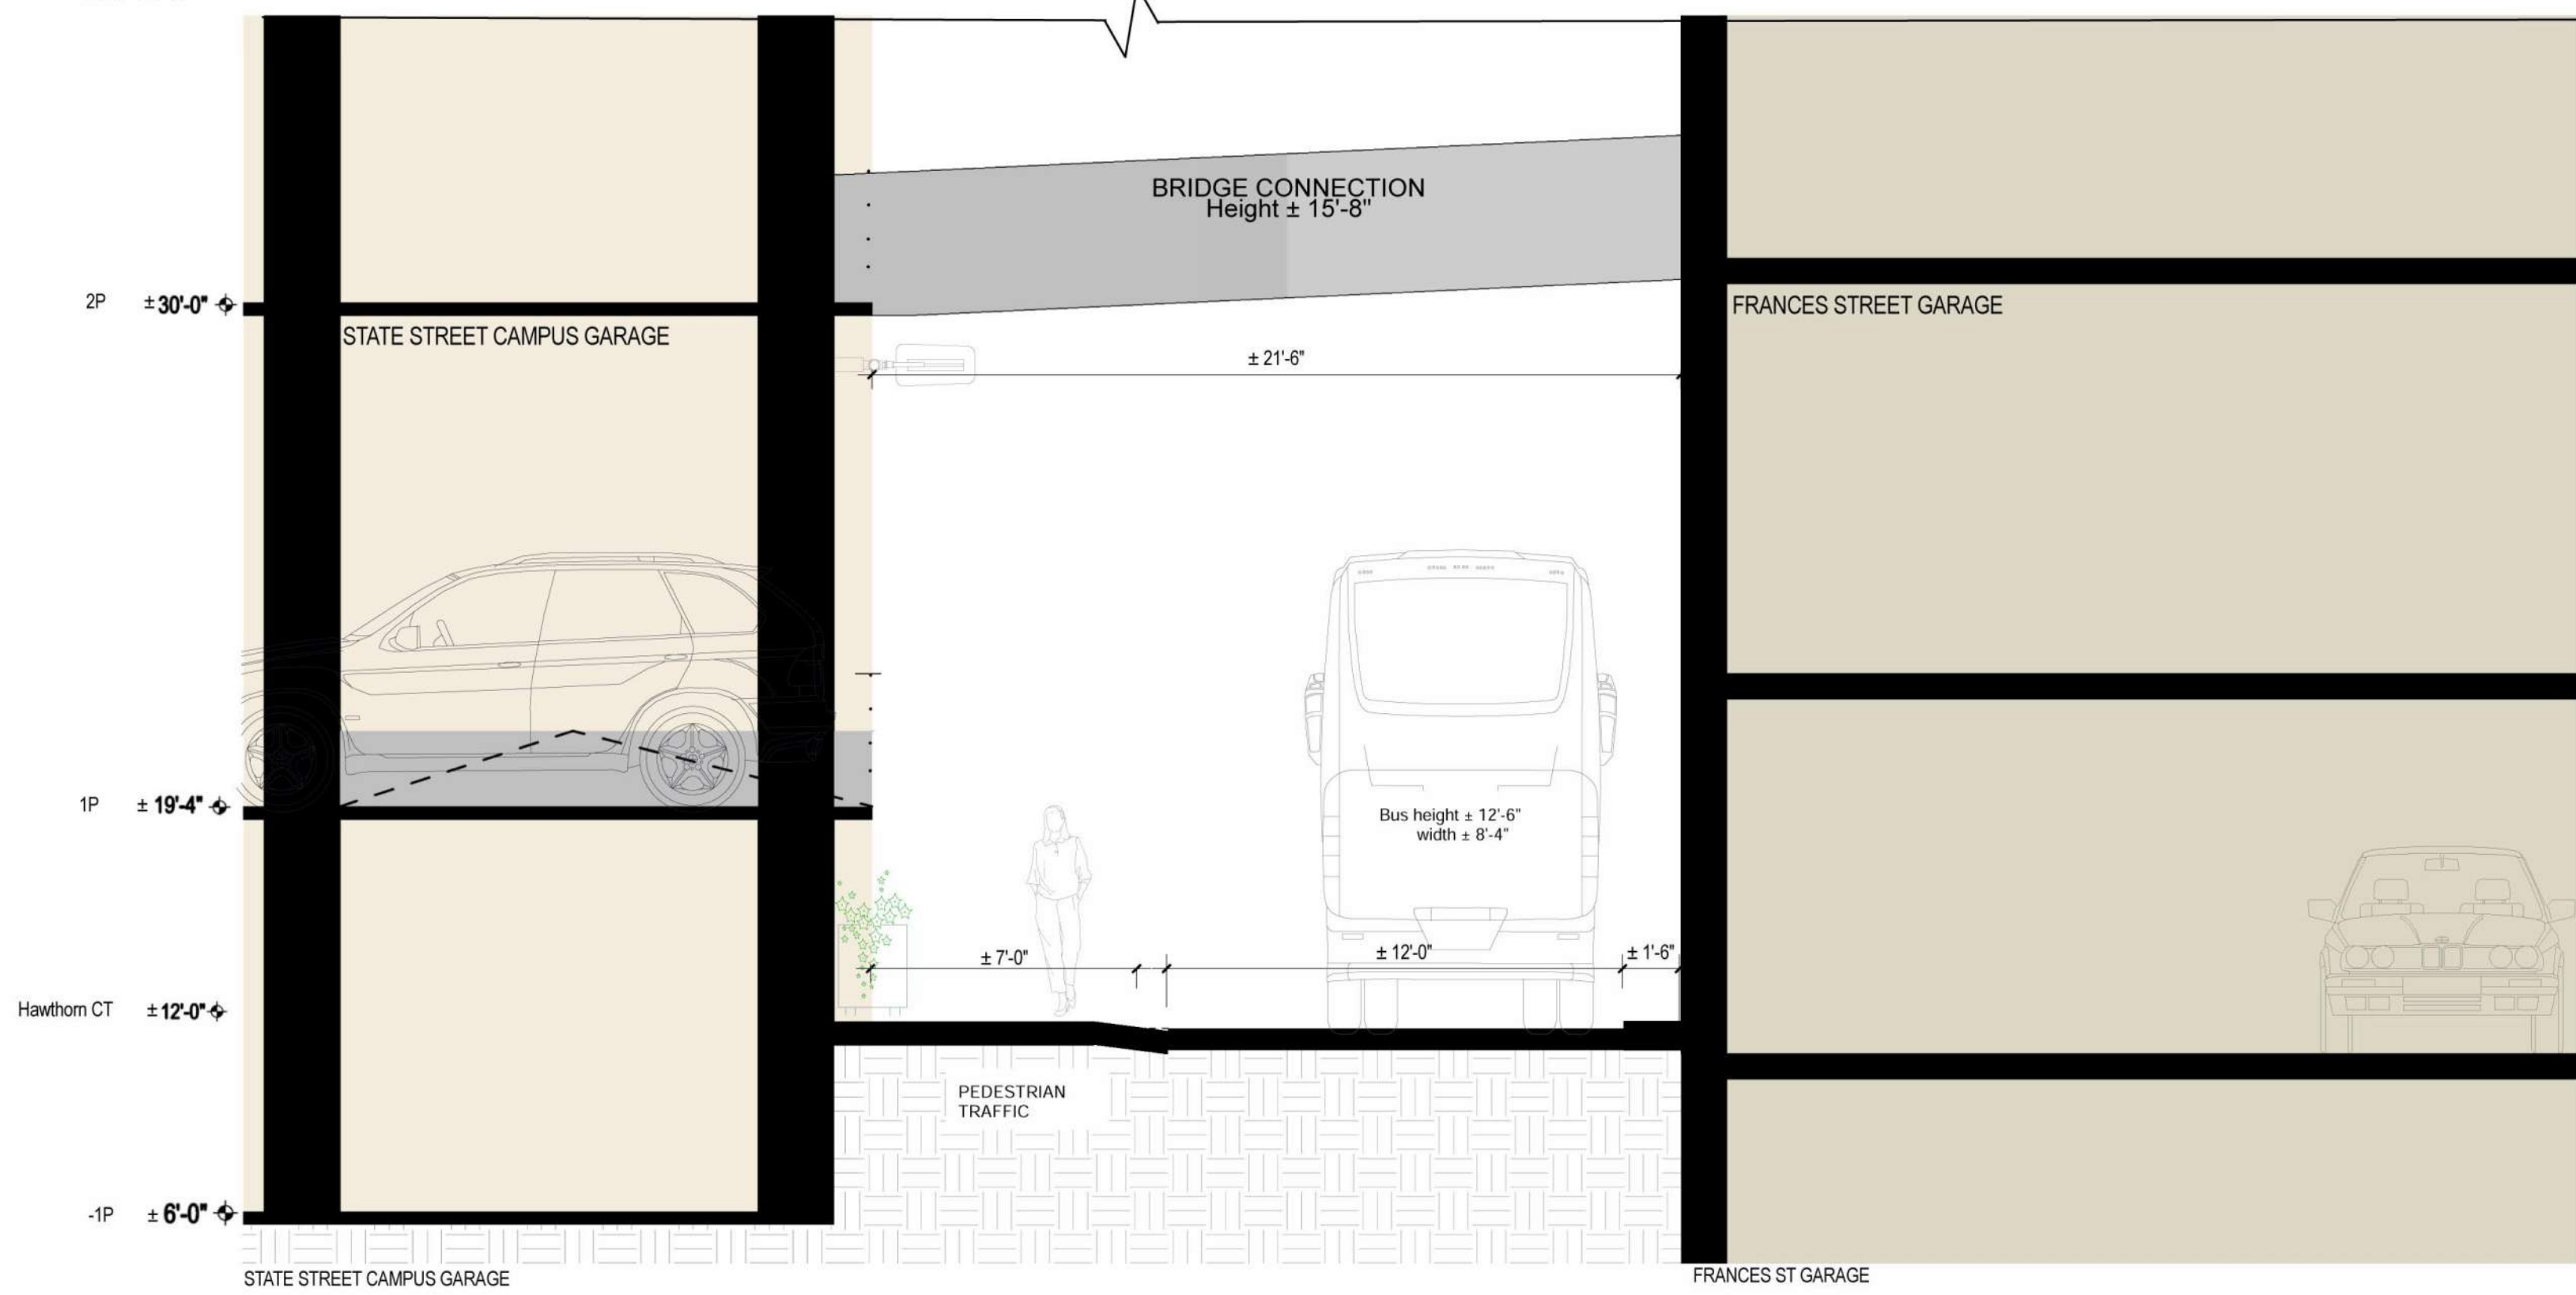 BRIDGE CONNECTION
Height ± 15'-8"
2P ± 30'-0"
STATE STREET CAMPUS GARAGE
FRANCES STREET GARAGE
± 21'-6"
1P ± 19'-4"
Bus height ± 12'-6"
width ± 8'-4"
± 7'-0"
± 12'-0"
± 1'-6"
Hawthorn CT ± 12'-0"
PEDESTRIAN
TRAFFIC
-1P ± 6'-0"
STATE STREET CAMPUS GARAGE
FRANCES ST GARAGE